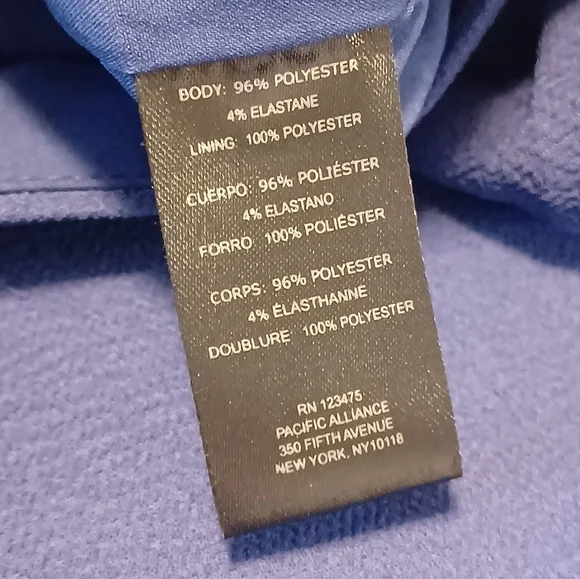 BODY: 96% POLYESTER
4% ELASTANE
LINING: 100% POLYESTER
CUERPO: 96% POLIÉSTER
4% ELASTANO
FORRO: 100% POLIÉSTER
CORPS: 96% POLYESTER
4% ÉLASTHANNE
DOUBLURE: 100% POLYESTER
RN 123475
PACIFIC ALLIANCE
350 FIFTH AVENUE
NEW YORK, NY10118